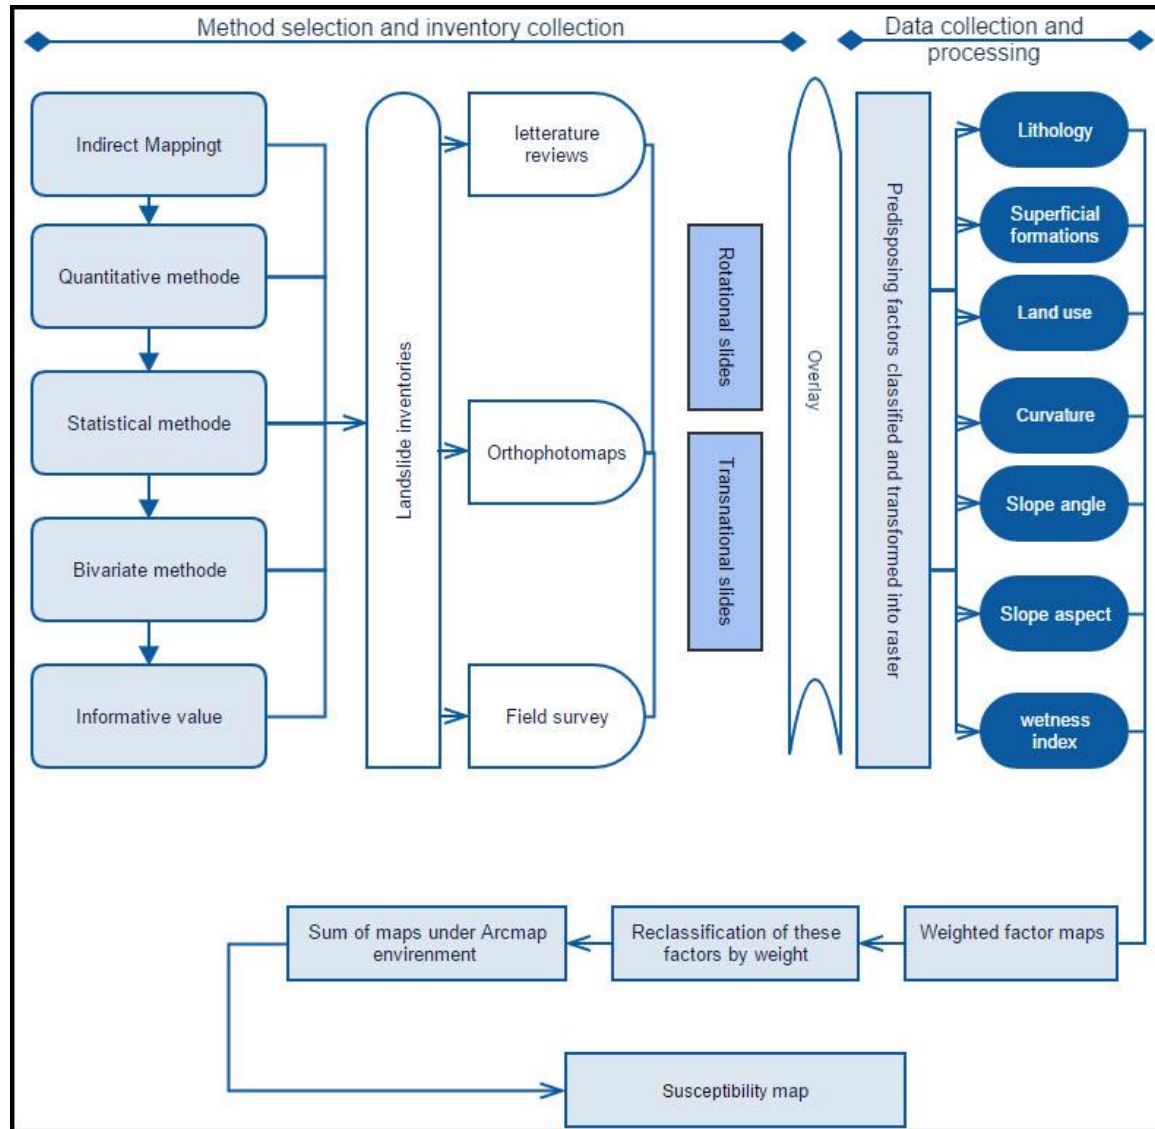 Method selection and inventory collection
Data collection and
processing
Indirect Mappingt
Quantitative methode
Statistical methode
Bivariate methode
Informative value
Landslide inventories
letterature
reviews
Orthophotomaps
Field survey
Rotational slides
Transnational slides
Overlay
Predisposing factors classified and transformed into raster
Lithology
Superficial
formations
Land use
Curvature
Slope angle
Slope aspect
wetness
index
Weighted factor maps
Reclassification of these
factors by weight
Sum of maps under Arcmap
envirenment
Susceptibility map